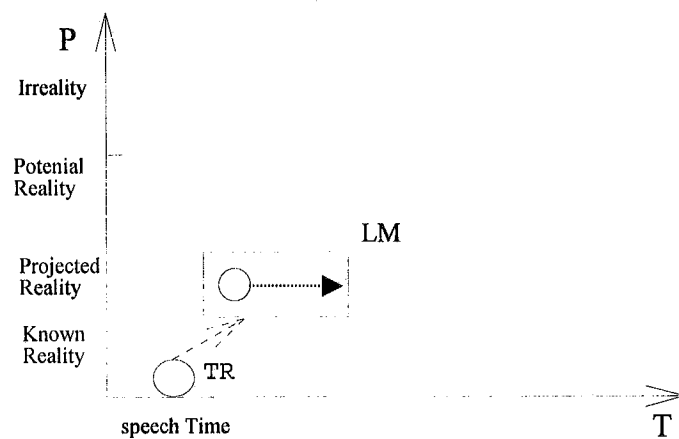 P
Irreality
Potenial
Reality
LM
Projected
Reality
Known
Reality
TR
speech Time
T